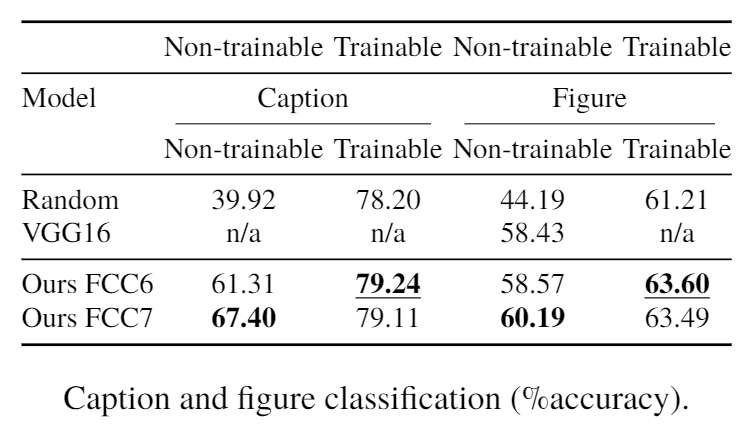 Non-trainable Trainable Non-trainable Trainable
Model Caption Figure
Non-trainable Trainable Non-trainable Trainable
Random 39.92 78.20 44.19 61.21
VGG16 n/a n/a 58.43 n/a
Ours FCC6 61.31 79.24 58.57 63.60
Ours FCC7 67.40 79.11 60.19 63.49
Caption and figure classification (%accuracy).